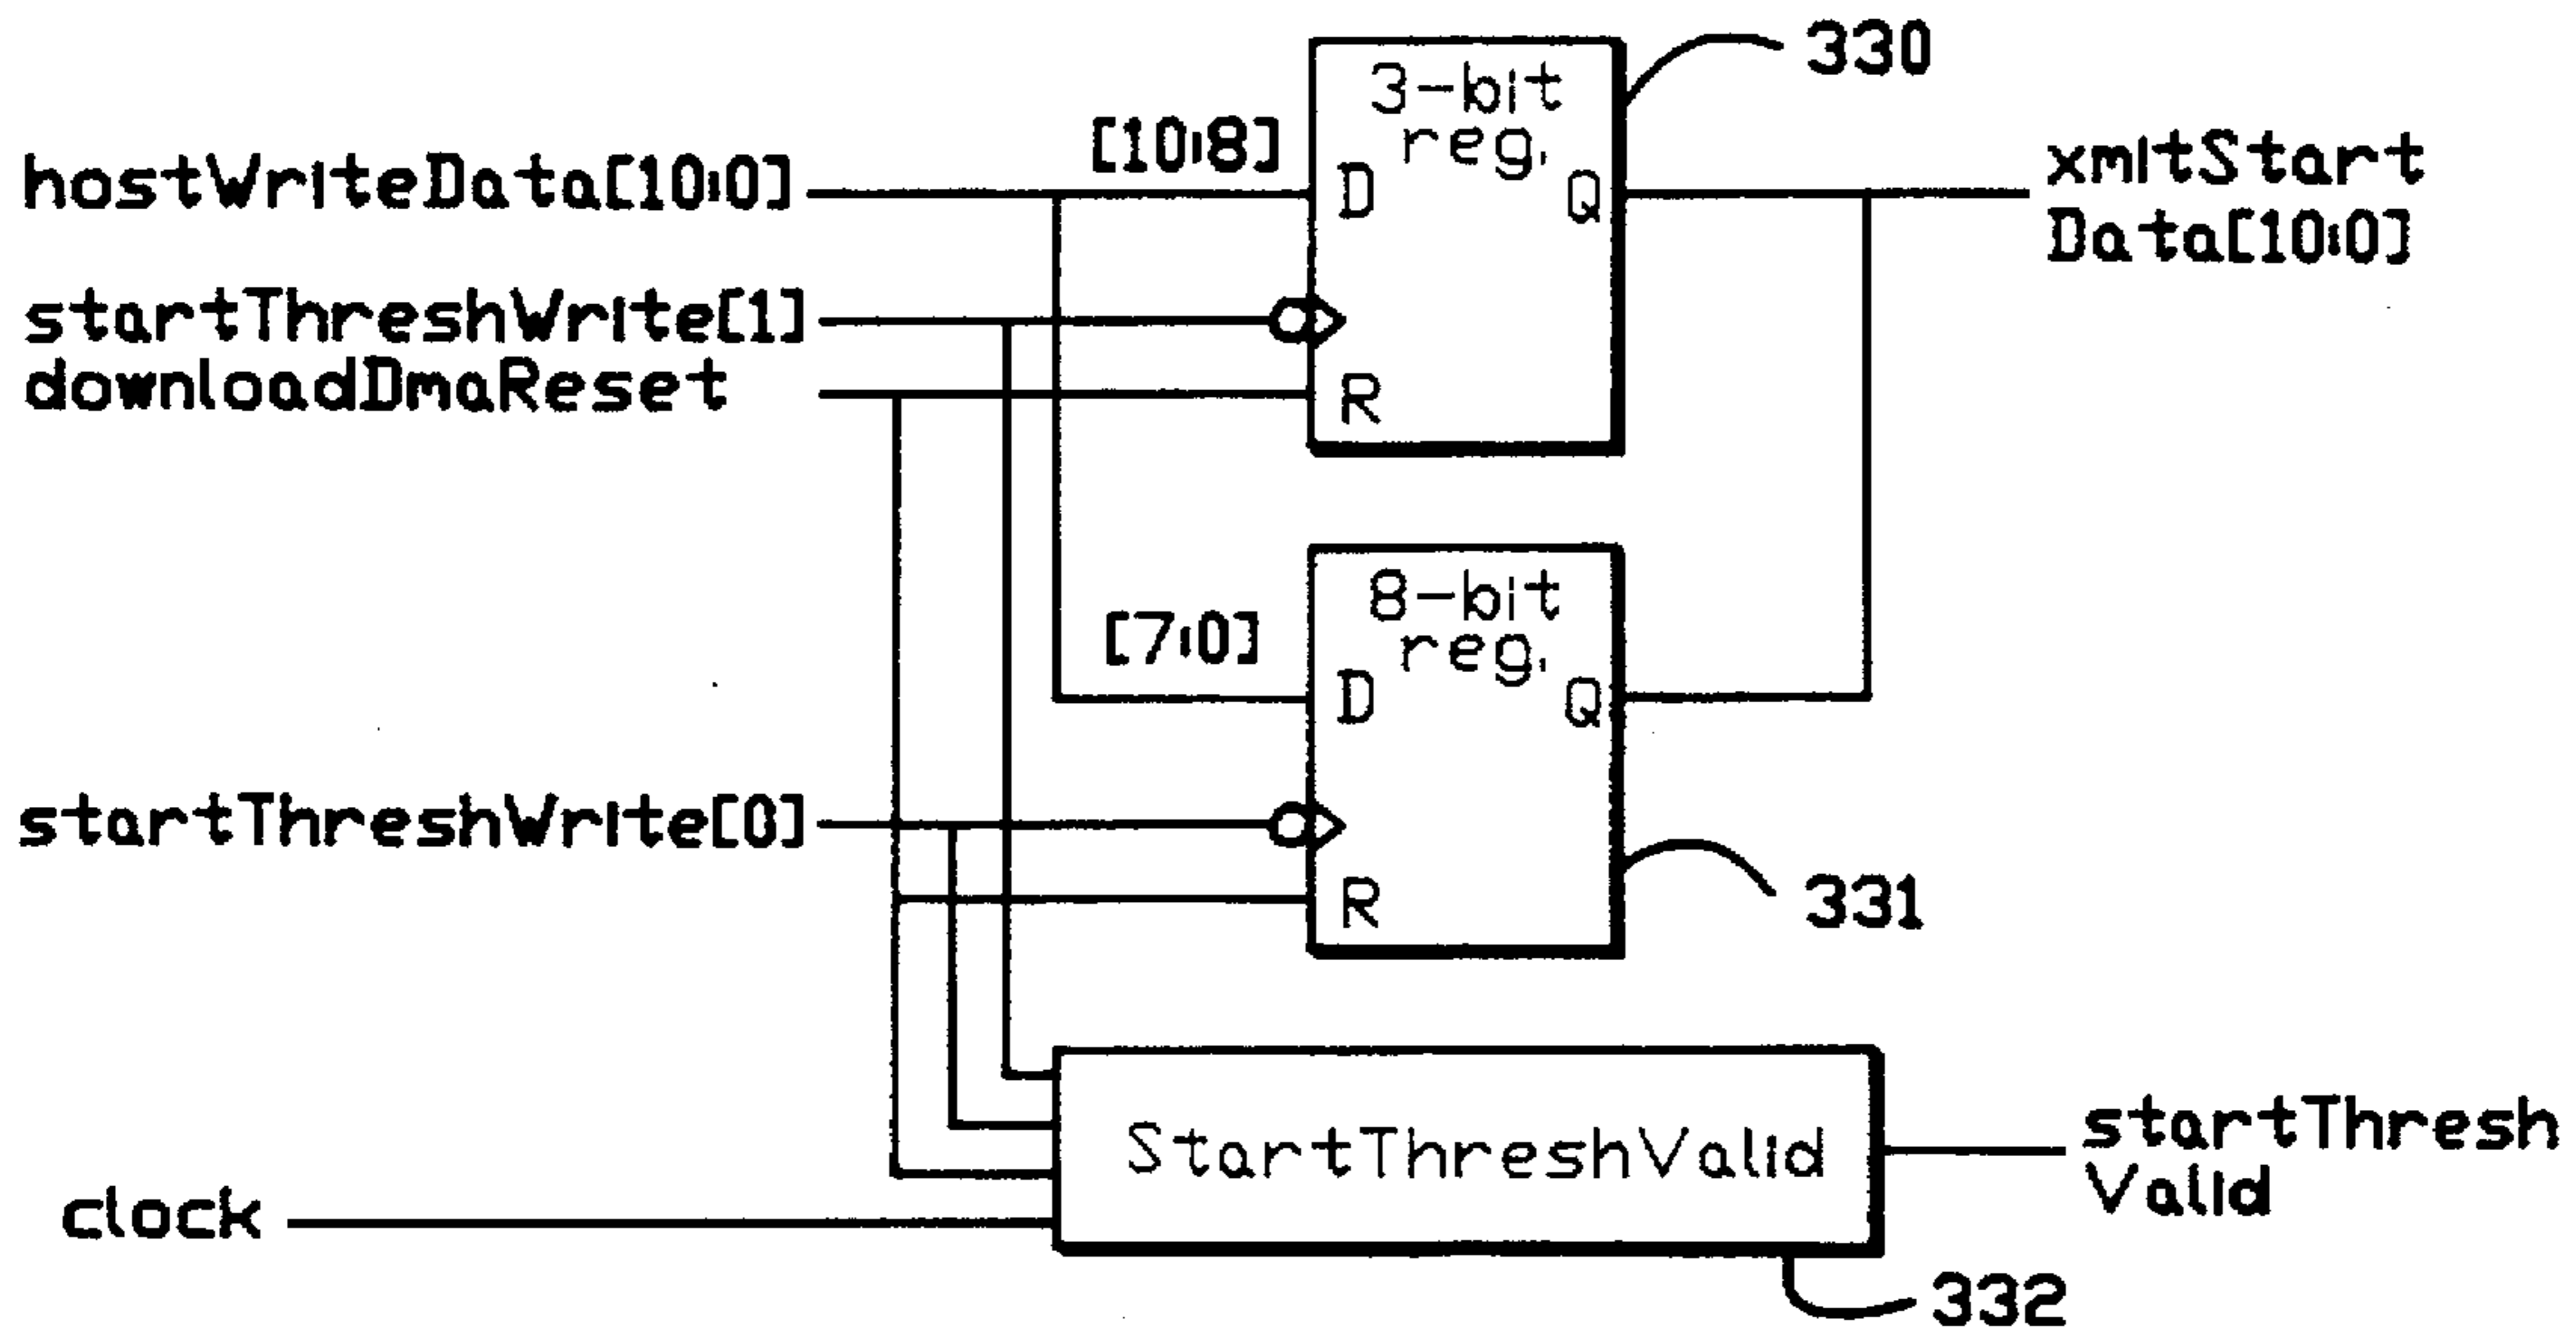 330
3-bit
reg.
[10:8]
hostWriteData[10:0]
D
Q
xmitStart
Data[10:0]
startThreshWrite[1]
downloadDmaReset
R
8-bit
reg.
[7:0]
D
Q
startThreshWrite[0]
R
331
StartThreshValid
startThresh
Valid
clock
332